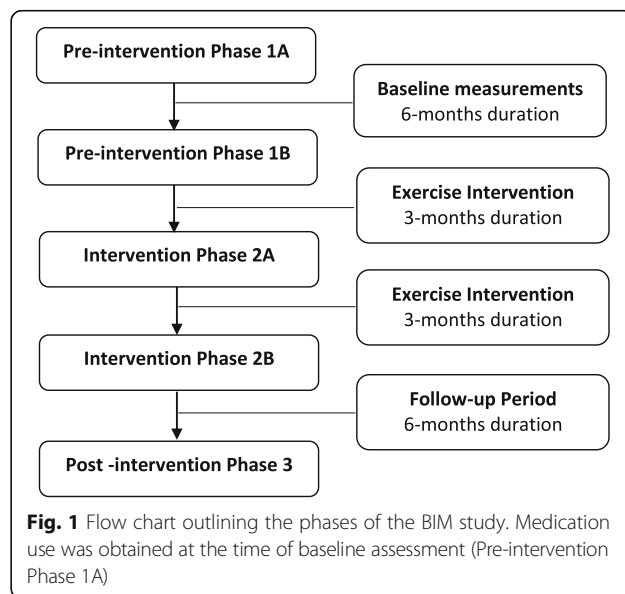 Pre-intervention Phase 1A
Baseline measurements
6-months duration
Pre-intervention Phase 1B
Exercise Intervention
3-months duration
Intervention Phase 2A
Exercise Intervention
3-months duration
Intervention Phase 2B
Follow-up Period
6-months duration
Post -intervention Phase 3
Fig. 1 Flow chart outlining the phases of the BIM study. Medication
use was obtained at the time of baseline assessment (Pre-intervention
Phase 1A)